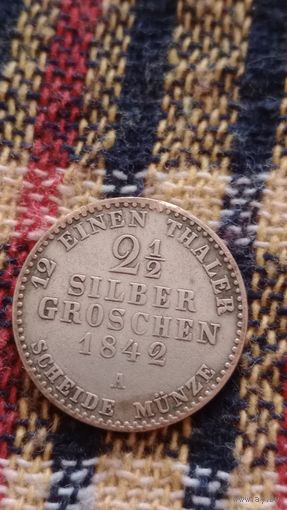 12 EINEN THALER
2 1/2
SILBER
GROSCHEN
1842
A
SCHEIDE MÜNZE